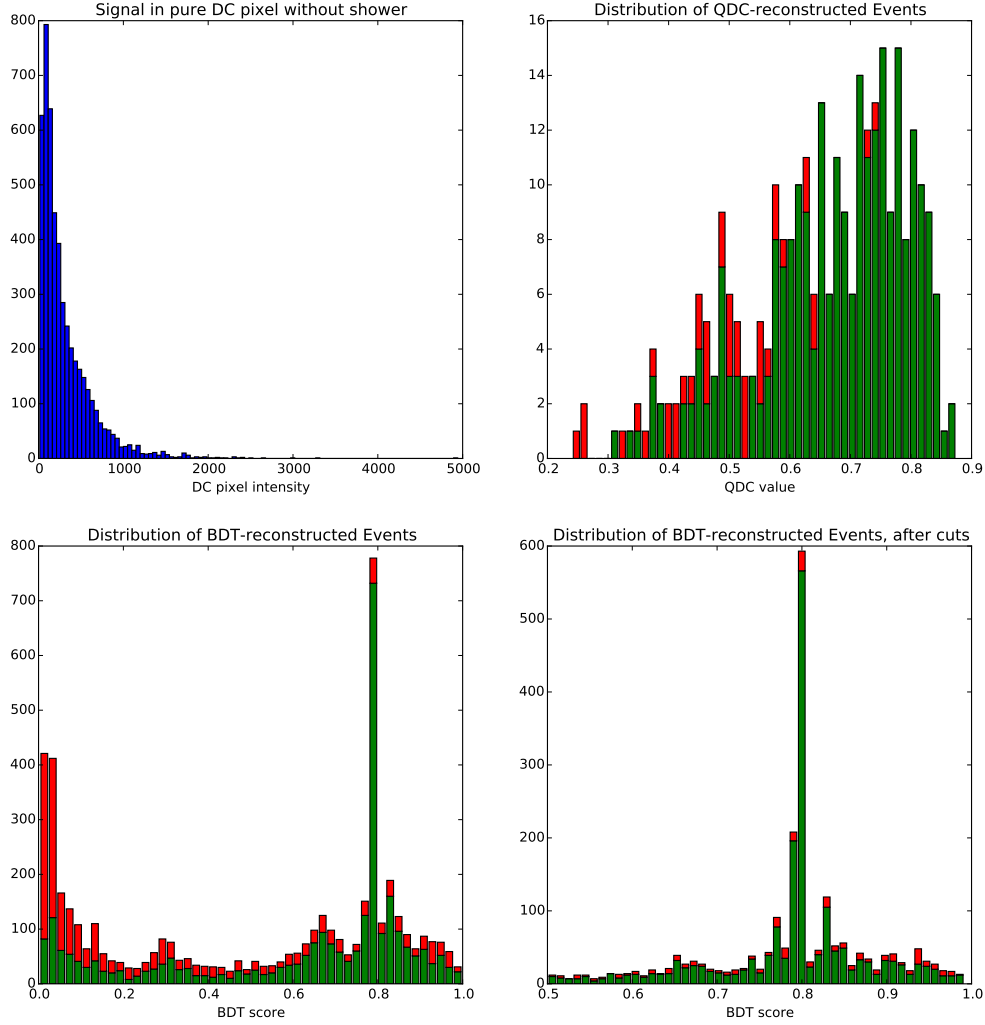 Signal in pure DC pixel without shower
800
700
600
500
400
300
200
100
0
0 1000 2000 3000 4000 5000
DC pixel intensity
Distribution of QDC-reconstructed Events
16
14
12
10
8
6
4
2
0
0.2 0.3 0.4 0.5 0.6 0.7 0.8 0.9
QDC value
Distribution of BDT-reconstructed Events
800
700
600
500
400
300
200
100
0
0.0 0.2 0.4 0.6 0.8 1.0
BDT score
Distribution of BDT-reconstructed Events, after cuts
600
500
400
300
200
100
0
0.5 0.6 0.7 0.8 0.9 1.0
BDT score